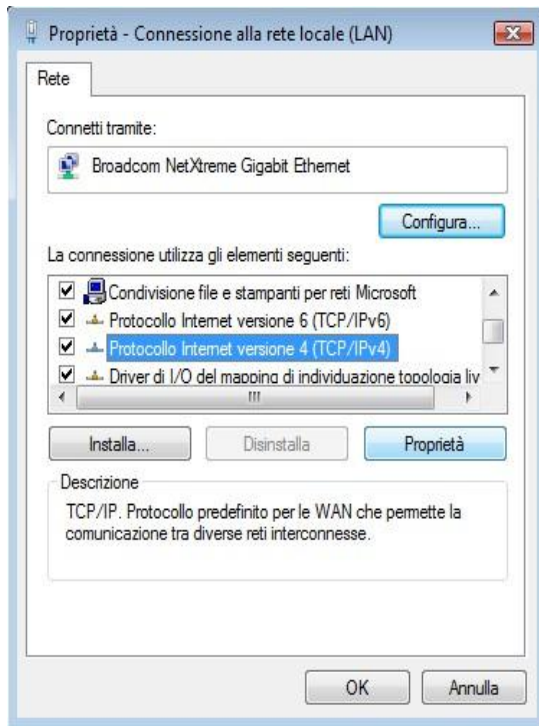 Proprietà - Connessione alla rete locale (LAN)
Rete
Connetti tramite:
Broadcom NetXtreme Gigabit Ethernet
Configura...
La connessione utilizza gli elementi seguenti:
Condivisione file e stampanti per reti Microsoft
Protocollo Internet versione 6 (TCP/IPv6)
Protocollo Internet versione 4 (TCP/IPv4)
Driver di I/O del mapping di individuazione topologia liv
Installa...
Disinstalla
Proprietà
Descrizione
TCP/IP. Protocollo predefinito per le WAN che permette la
comunicazione tra diverse reti interconnesse.
OK
Annulla